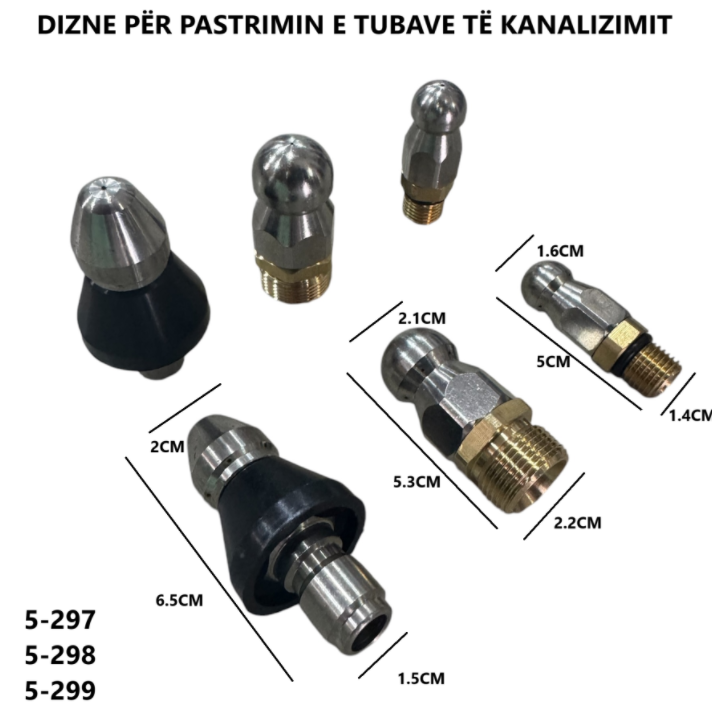 DIZNE PËR PASTRIMIN E TUBAVE TË KANALIZIMIT
1.6CM
2.1CM
5CM
1.4CM
2CM
5.3CM
2.2CM
6.5CM
1.5CM
5-297
5-298
5-299